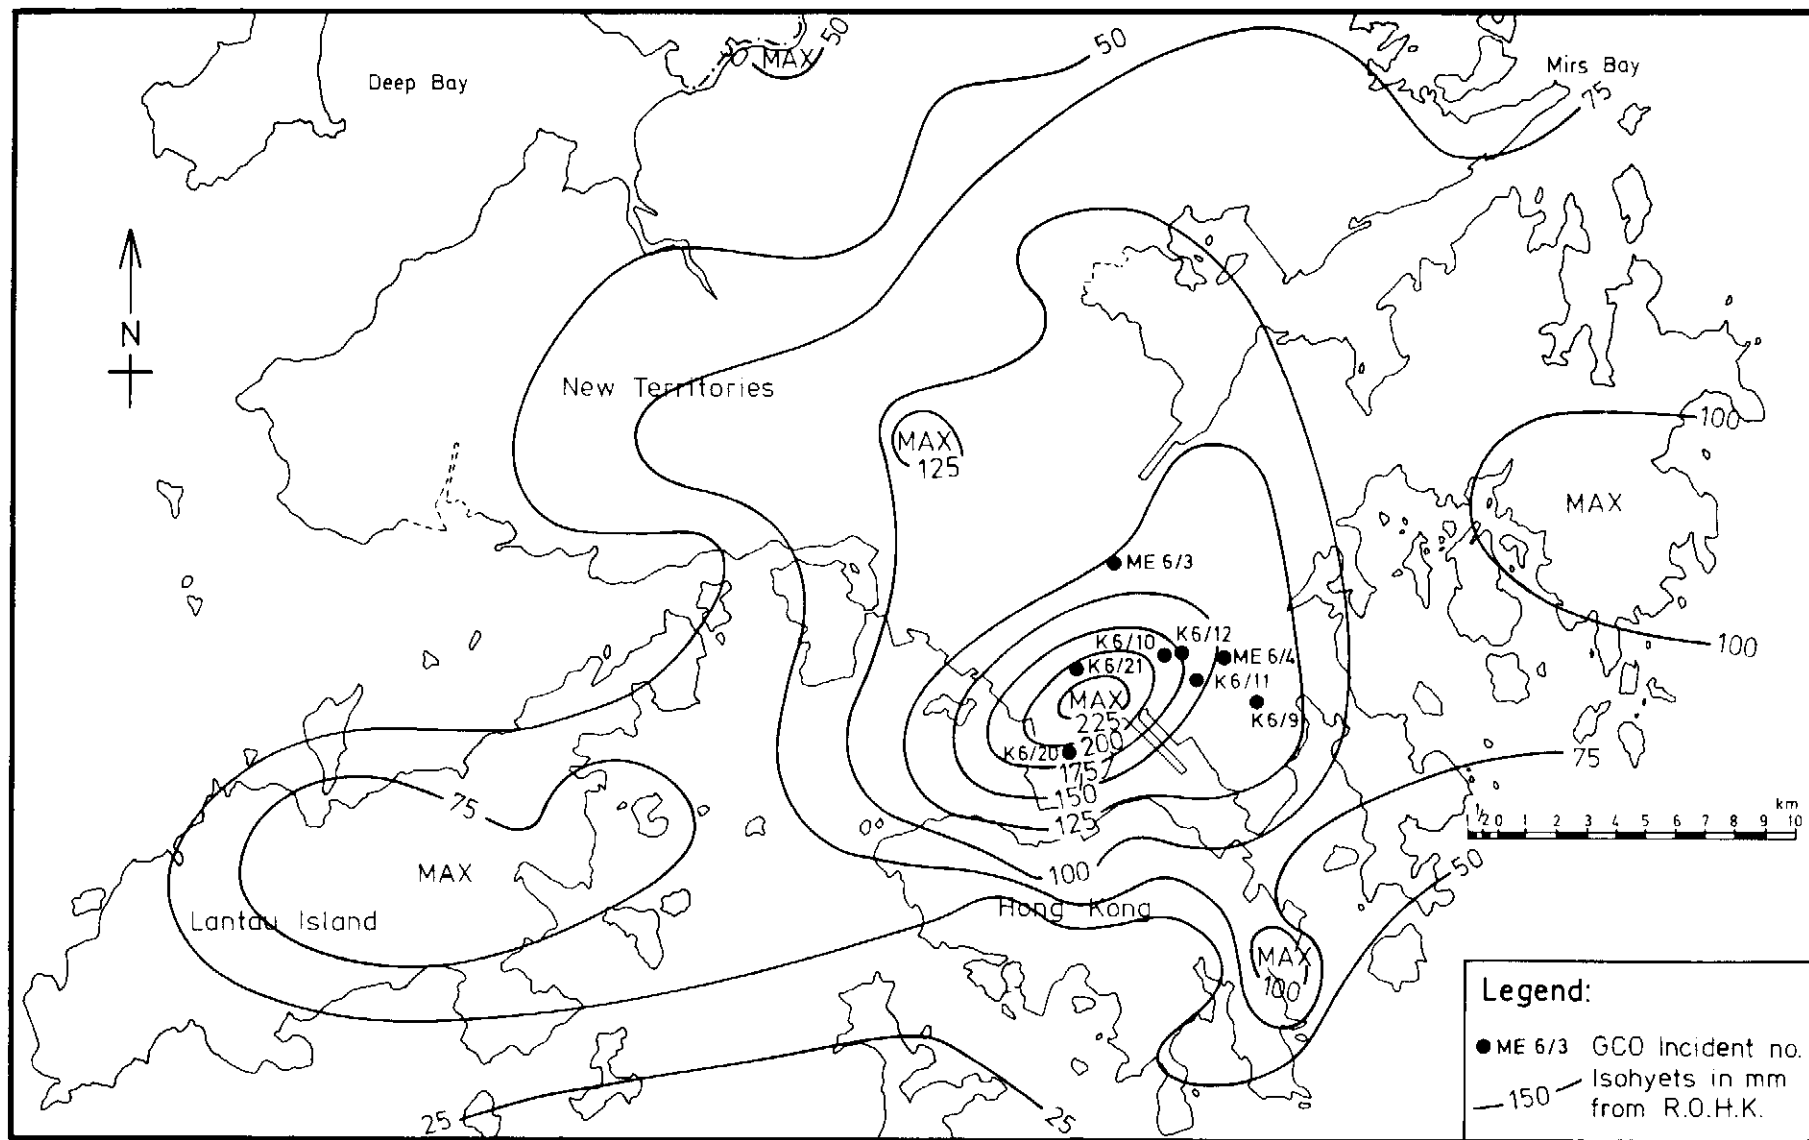 50
MAX
50
Deep Bay
Mirs Bay
75
N
New Territories
MAX
125
100
MAX
100
ME 6/3
K6/12
K6/10
ME 6/4
K6/21
K6/11
MAX
225
K6/9
200
K6/20
175
150
125
75
75
km
1 1/2 0 1 2 3 4 5 6 7 8 9 10
50
MAX
100
Hong Kong
Lantau Island
MAX
100
25
25
Legend:
ME 6/3 GCO Incident no.
150 Isohyets in mm
from R.O.H.K.